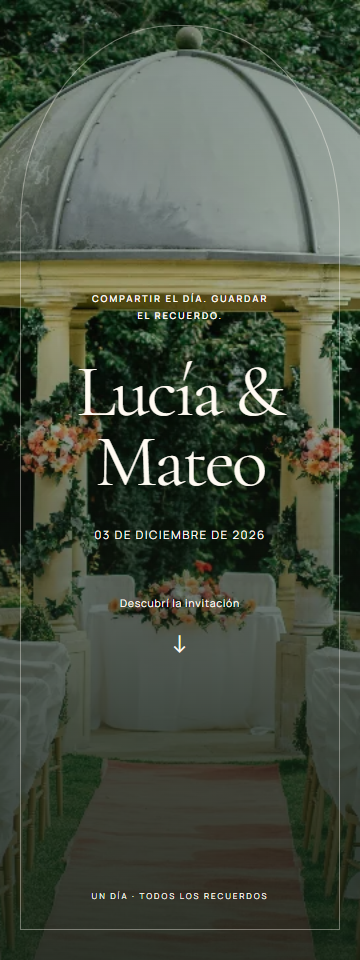 COMPARTIR EL DÍA. GUARDAR
EL RECUERDO.
Lucía &
Mateo
03 DE DICIEMBRE DE 2026
Descubrí la invitación
↓
UN DÍA · TODOS LOS RECUERDOS